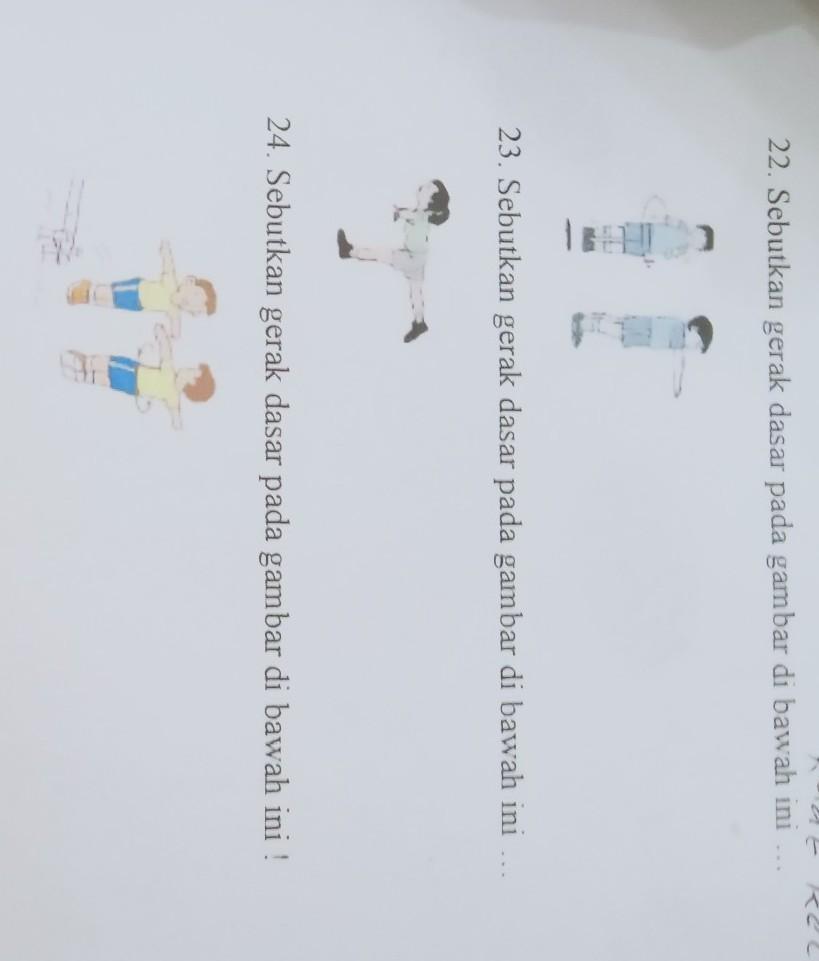 22. Sebutkan gerak dasar pada gambar di bawah ini ...
23. Sebutkan gerak dasar pada gambar di bawah ini ...
24. Sebutkan gerak dasar pada gambar di bawah ini !